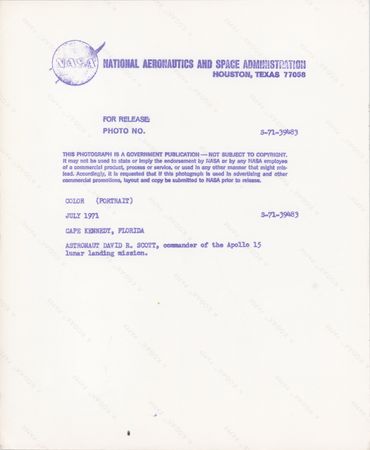 NASA
NATIONAL AERONAUTICS AND SPACE ADMINISTRATION
HOUSTON, TEXAS 77058
FOR RELEASE:
PHOTO NO. S-71-39483
THIS PHOTOGRAPH IS A GOVERNMENT PUBLICATION — NOT SUBJECT TO COPYRIGHT.
It may not be used to state or imply the endorsement by NASA or by any NASA employee
of a commercial product, process or service, or used in any other manner that might mis-
lead. Accordingly, it is requested that if this photograph is used in advertising and other
commercial promotions, layout and copy be submitted to NASA prior to release.
COLOR (PORTRAIT)
JULY 1971 S-71-39483
CAPE KENNEDY, FLORIDA
ASTRONAUT DAVID R. SCOTT, commander of the Apollo 15
lunar landing mission.